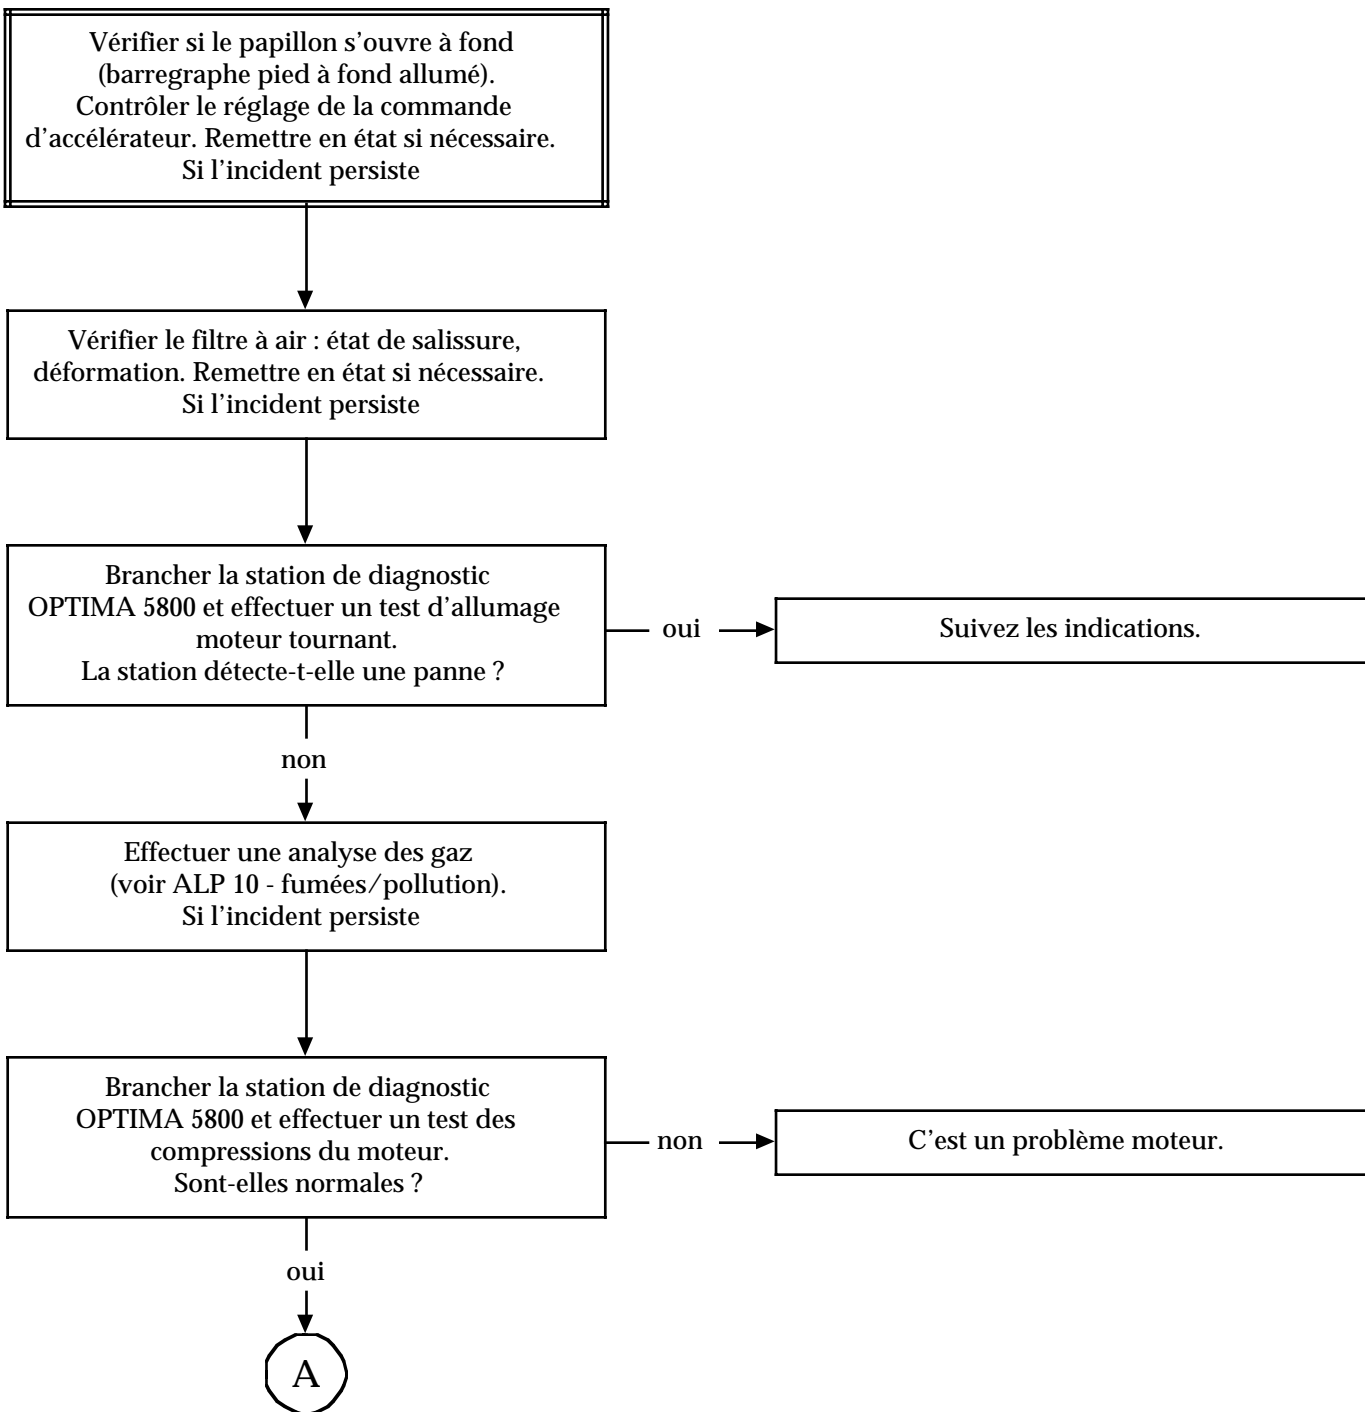 Vérifier si le papillon s’ouvre à fond
(barregraphe pied à fond allumé).
Contrôler le réglage de la commande
d’accélérateur. Remettre en état si nécessaire.
Si l’incident persiste
Vérifier le filtre à air : état de salissure,
déformation. Remettre en état si nécessaire.
Si l’incident persiste
Brancher la station de diagnostic
OPTIMA 5800 et effectuer un test d’allumage
moteur tournant.
La station détecte-t-elle une panne ?
oui
Suivez les indications.
non
Effectuer une analyse des gaz
(voir ALP 10 - fumées/pollution).
Si l’incident persiste
Brancher la station de diagnostic
OPTIMA 5800 et effectuer un test des
compressions du moteur.
Sont-elles normales ?
non
C’est un problème moteur.
oui
A